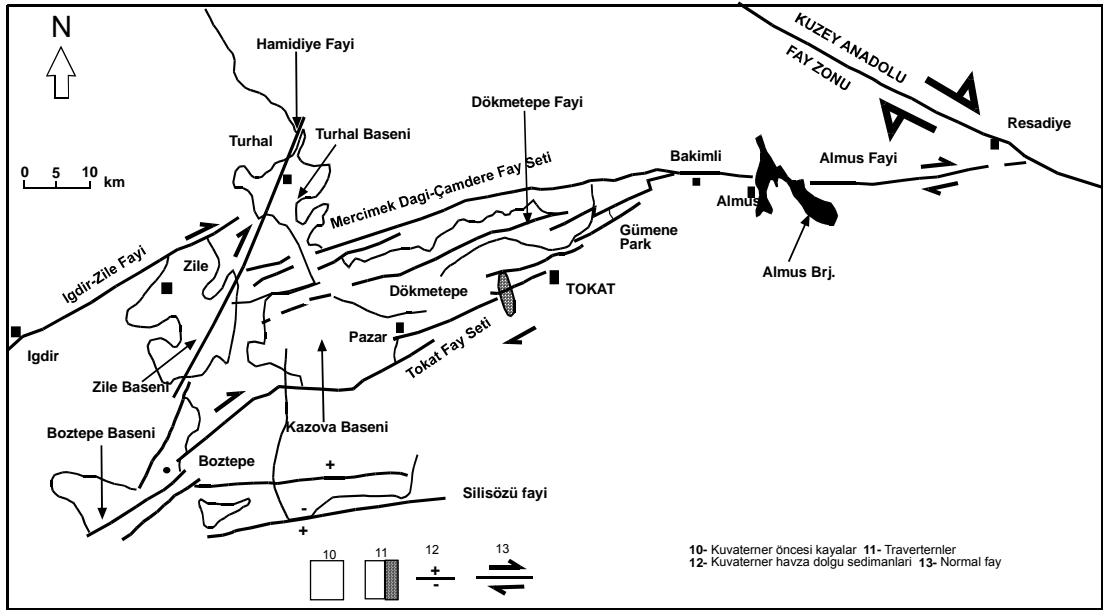 N
Hamidiye Fayi
KUZEY ANADOLU
FAY ZONU
Dökmetepe Fayi
Resadiye
Turhal
Turhal Baseni
Bakimli
Almus Fayi
0 5 10
km
Mercimek Dagi-Çamdere Fay Seti
Almus
Gümene
Park
Igdir-Zile Fayi
Zile
Almus Brj.
Dökmetepe
TOKAT
Pazar
Igdir
Tokat Fay Seti
Zile Baseni
Kazova Baseni
Boztepe Baseni
Boztepe
+
Silisözü fayi
-
+
10 11 12 13
+
-
10- Kuvaterner öncesi kayalar 11- Traverternler
12- Kuvaterner havza dolgu sedimanlari 13- Normal fay